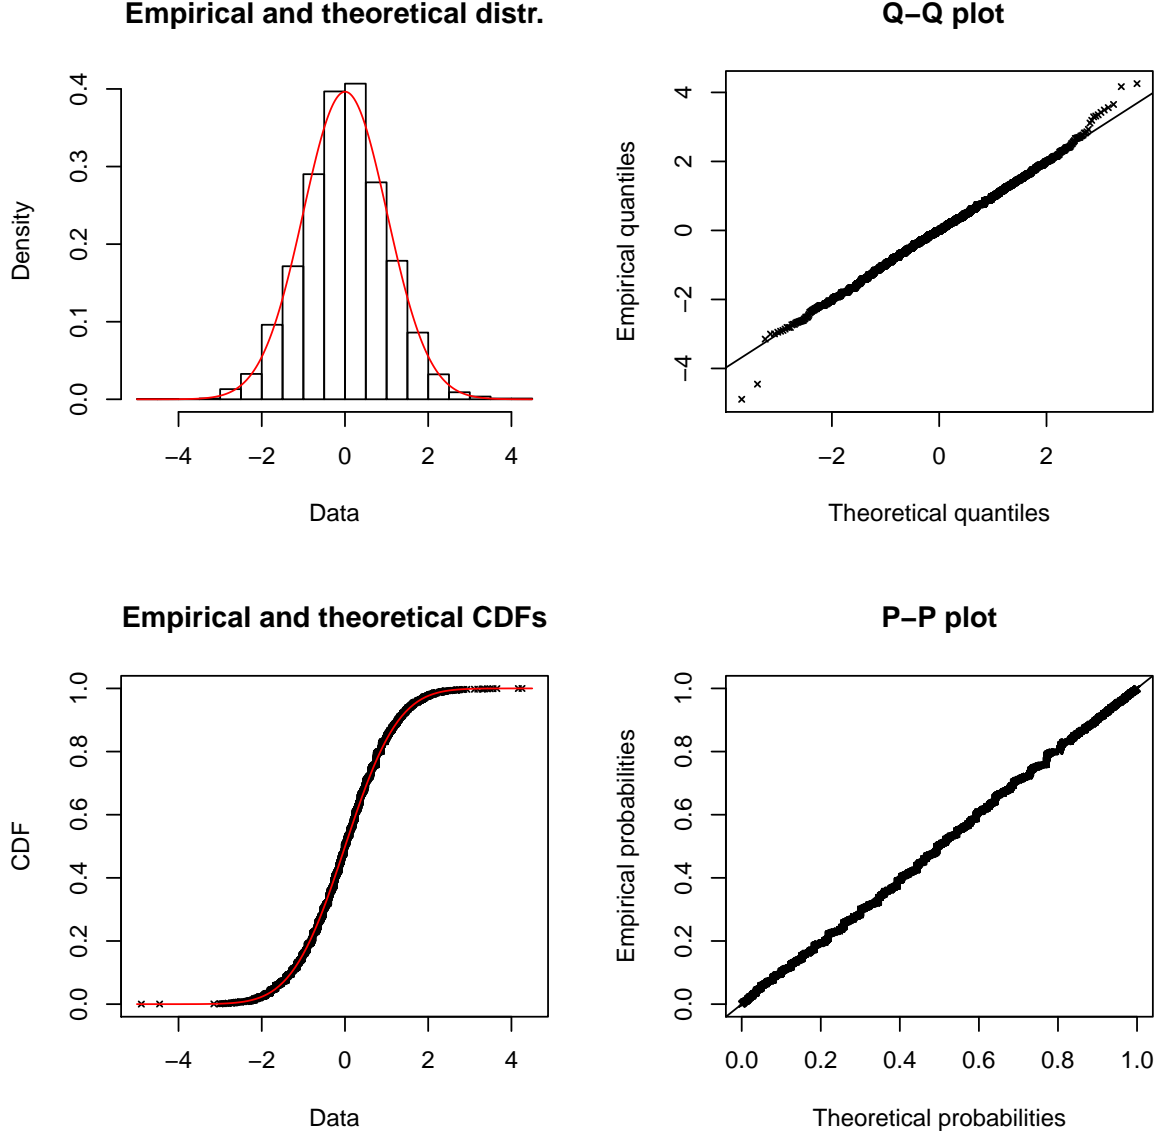 Empirical and theoretical distr.
Density
0.0 0.1 0.2 0.3 0.4
−4 −2 0 2 4
Data
Q−Q plot
Empirical quantiles
−4 −2 0 2 4
−2 0 2
Theoretical quantiles
Empirical and theoretical CDFs
CDF
0.0 0.2 0.4 0.6 0.8 1.0
−4 −2 0 2 4
Data
P−P plot
Empirical probabilities
0.0 0.2 0.4 0.6 0.8 1.0
0.0 0.2 0.4 0.6 0.8 1.0
Theoretical probabilities